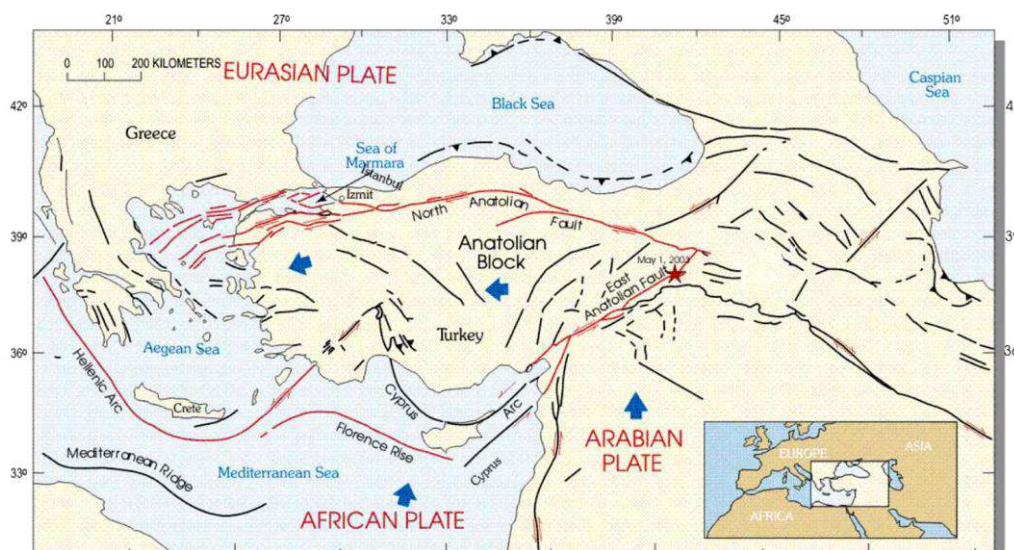 21° 27° 33° 39° 45° 51°
0 100 200 KILOMETERS
EURASIAN PLATE
Caspian
Sea
Black Sea
42°
4
Greece
Sea of
Marmara
Istanbul
Izmit
North Anatolian Fault
39°
3
Anatolian
Block
May 1, 2003
East
Anatolian Fault
Turkey
Aegean Sea
36°
36
Hellenic Arc
Crete
Cyprus Arc
Florence Rise
Cyprus
ARABIAN
PLATE
Mediterranean Ridge
Mediterranean Sea
33°
AFRICAN PLATE
EUROPE
ASIA
AFRICA